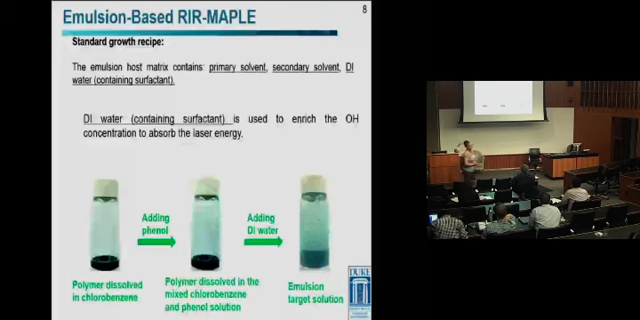 Emulsion-Based RIR-MAPLE
8
Standard growth recipe:
The emulsion host matrix contains: primary solvent, secondary solvent, DI
water (containing surfactant).
DI water (containing surfactant) is used to enrich the OH
concentration to absorb the laser energy.
Adding
phenol
Adding
DI water
Polymer dissolved
in chlorobenzene
Polymer dissolved in the
mixed chlorobenzene
and phenol solution
Emulsion
target solution
DUKE